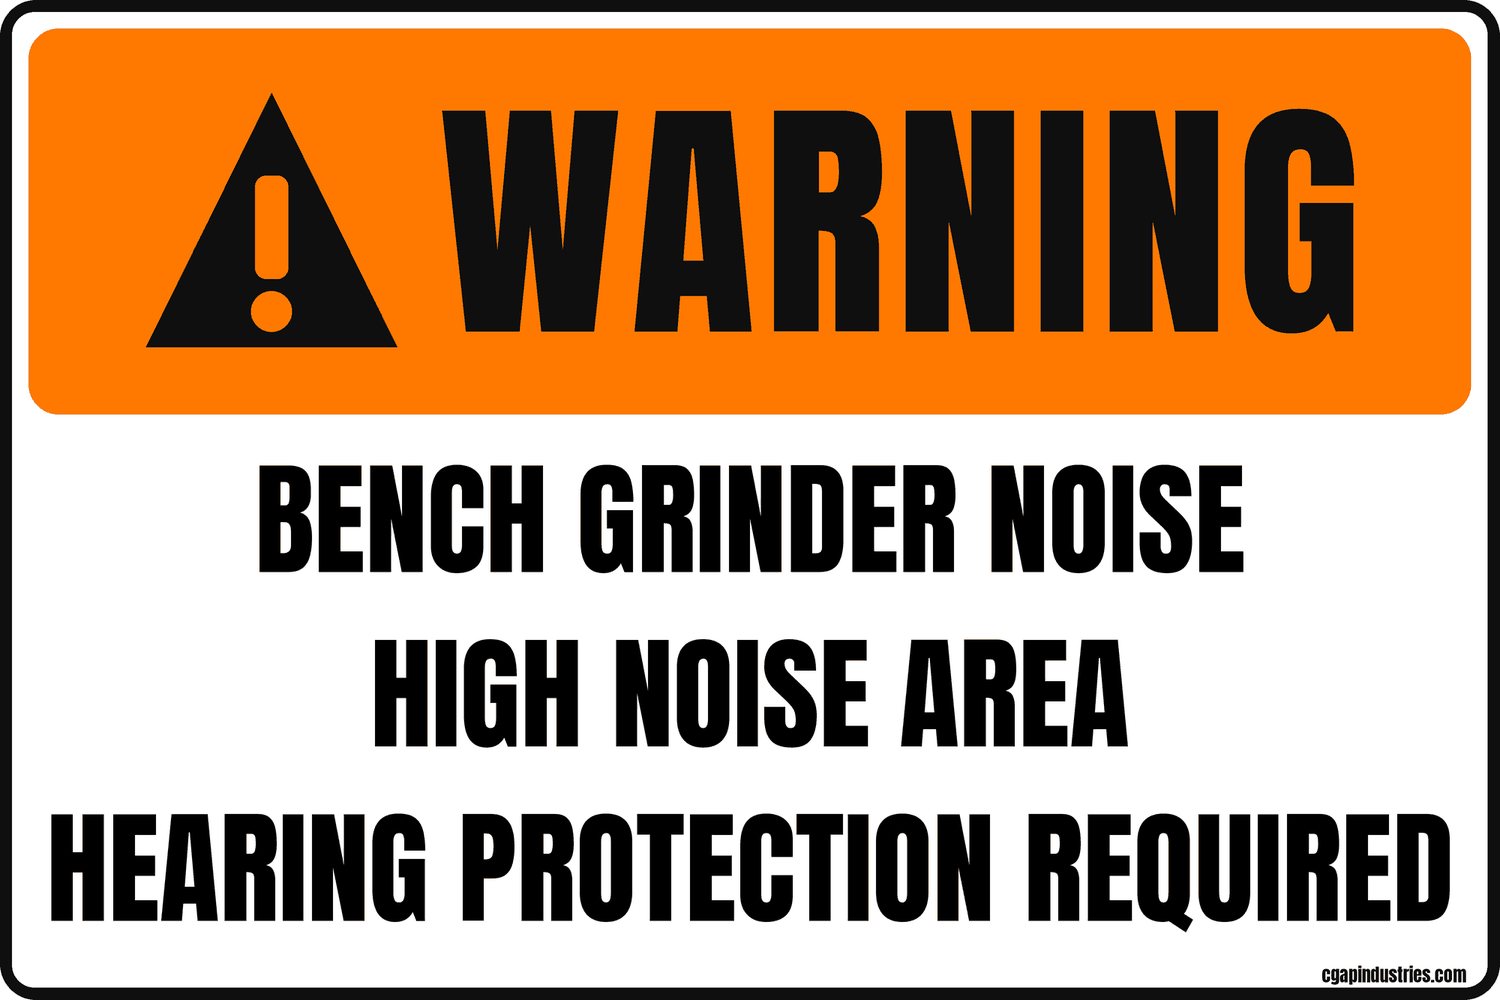 WARNING
BENCH GRINDER NOISE
HIGH NOISE AREA
HEARING PROTECTION REQUIRED
cgapindustries.com